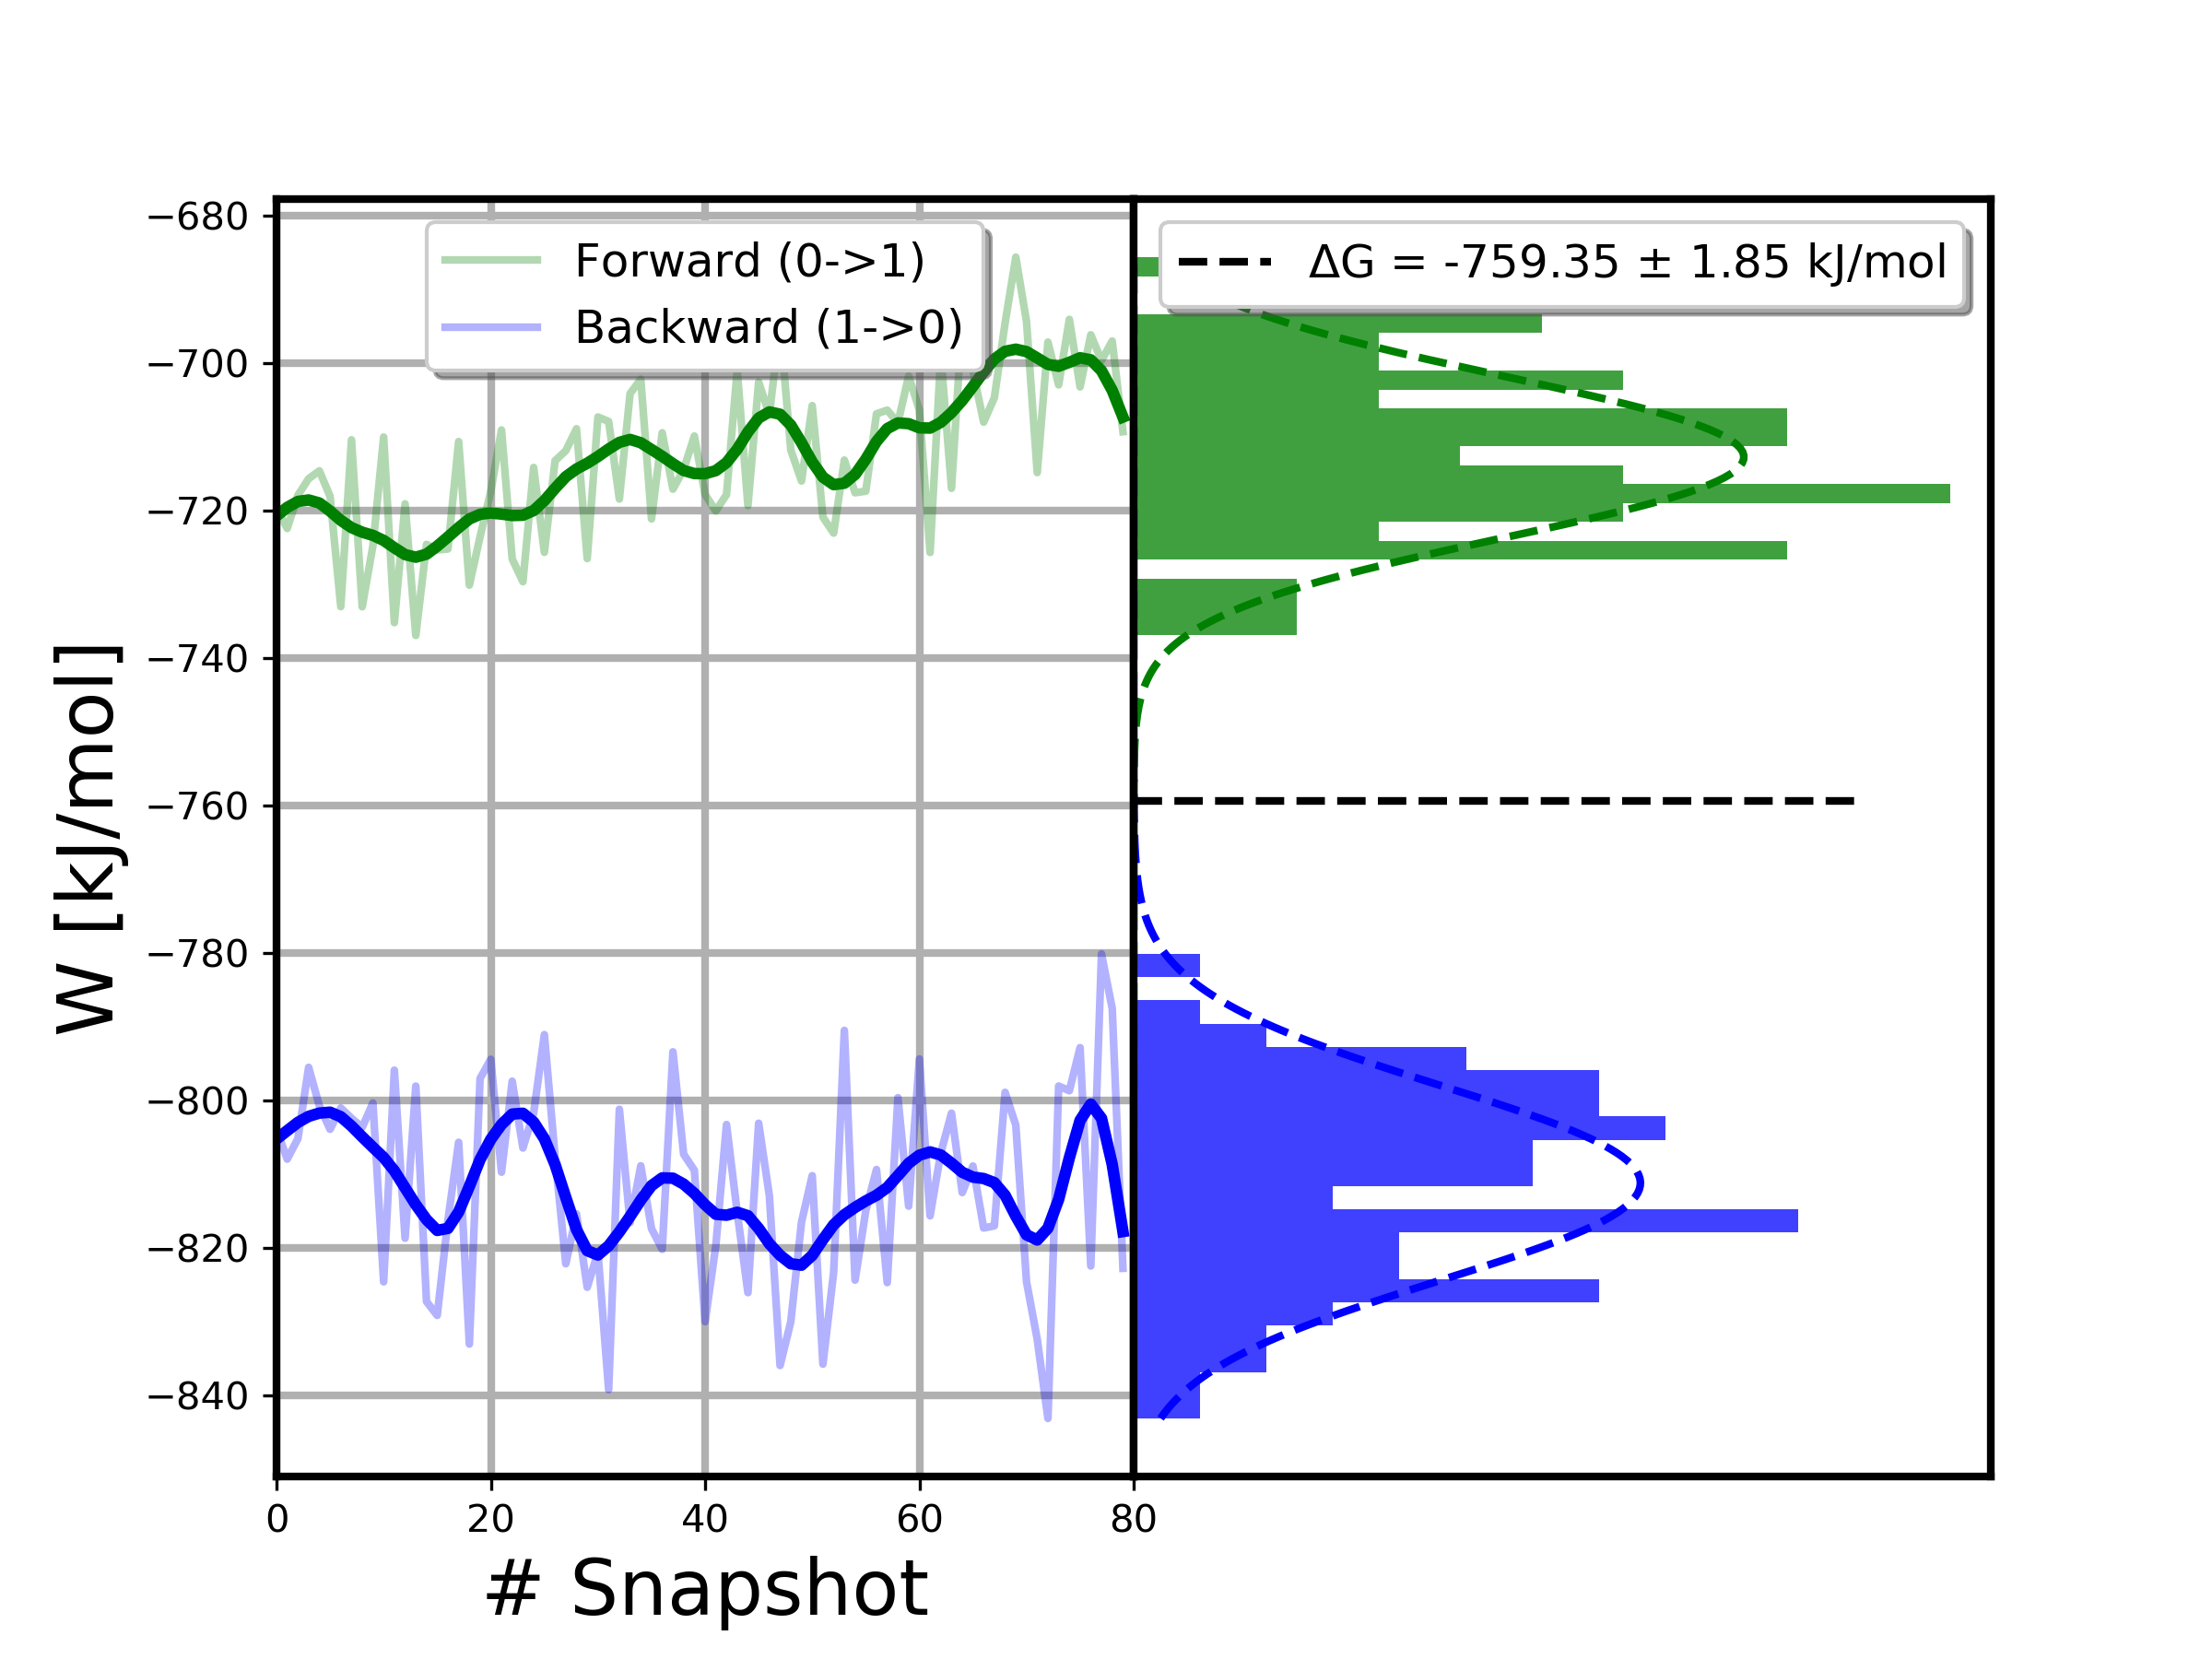 −680
−700
−720
−740
−760
−780
−800
−820
−840
W [kJ/mol]
Forward (0->1)
Backward (1->0)
ΔG = -759.35 ± 1.85 kJ/mol
0 20 40 60 80
# Snapshot